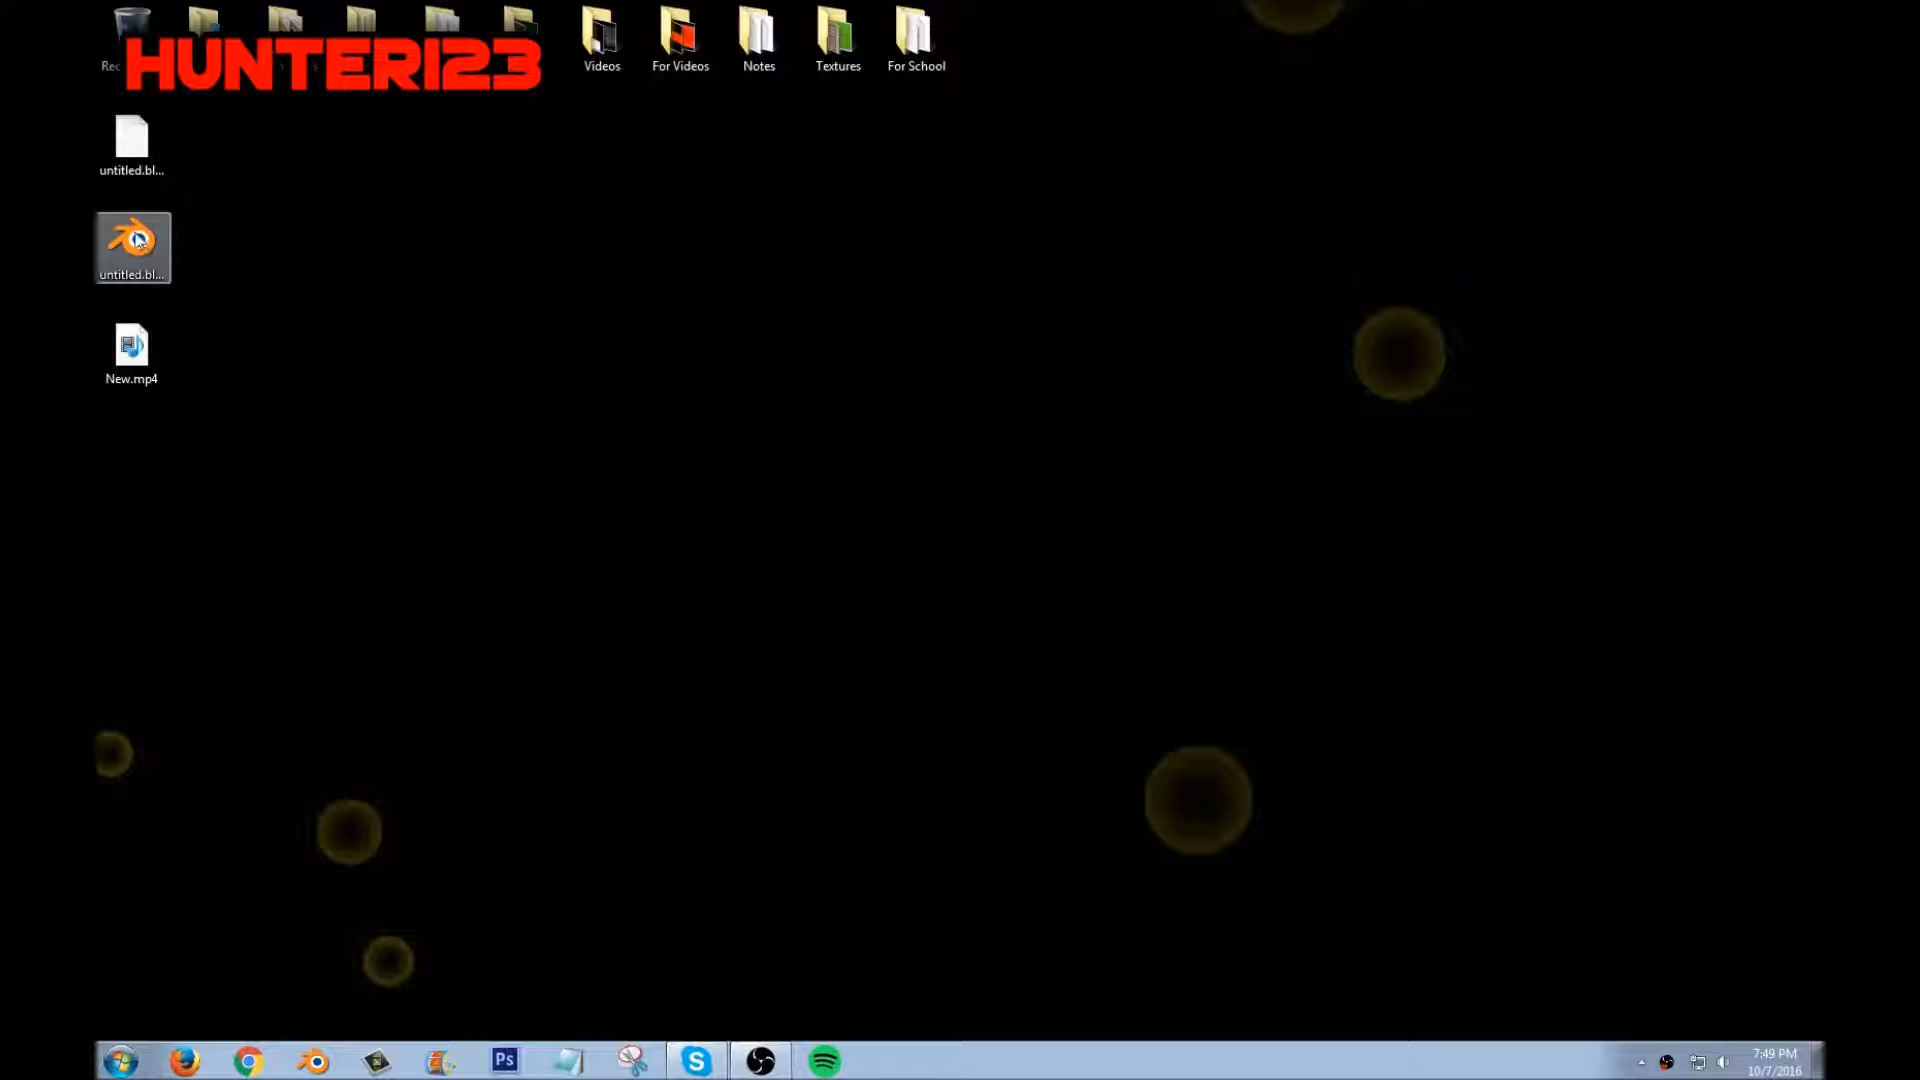 HUNTER123
Rec
Videos
For Videos
Notes
Textures
For School
untitled.bl...
untitled.bl...
New.mp4
Ps
S
7:49 PM
10/7/2016